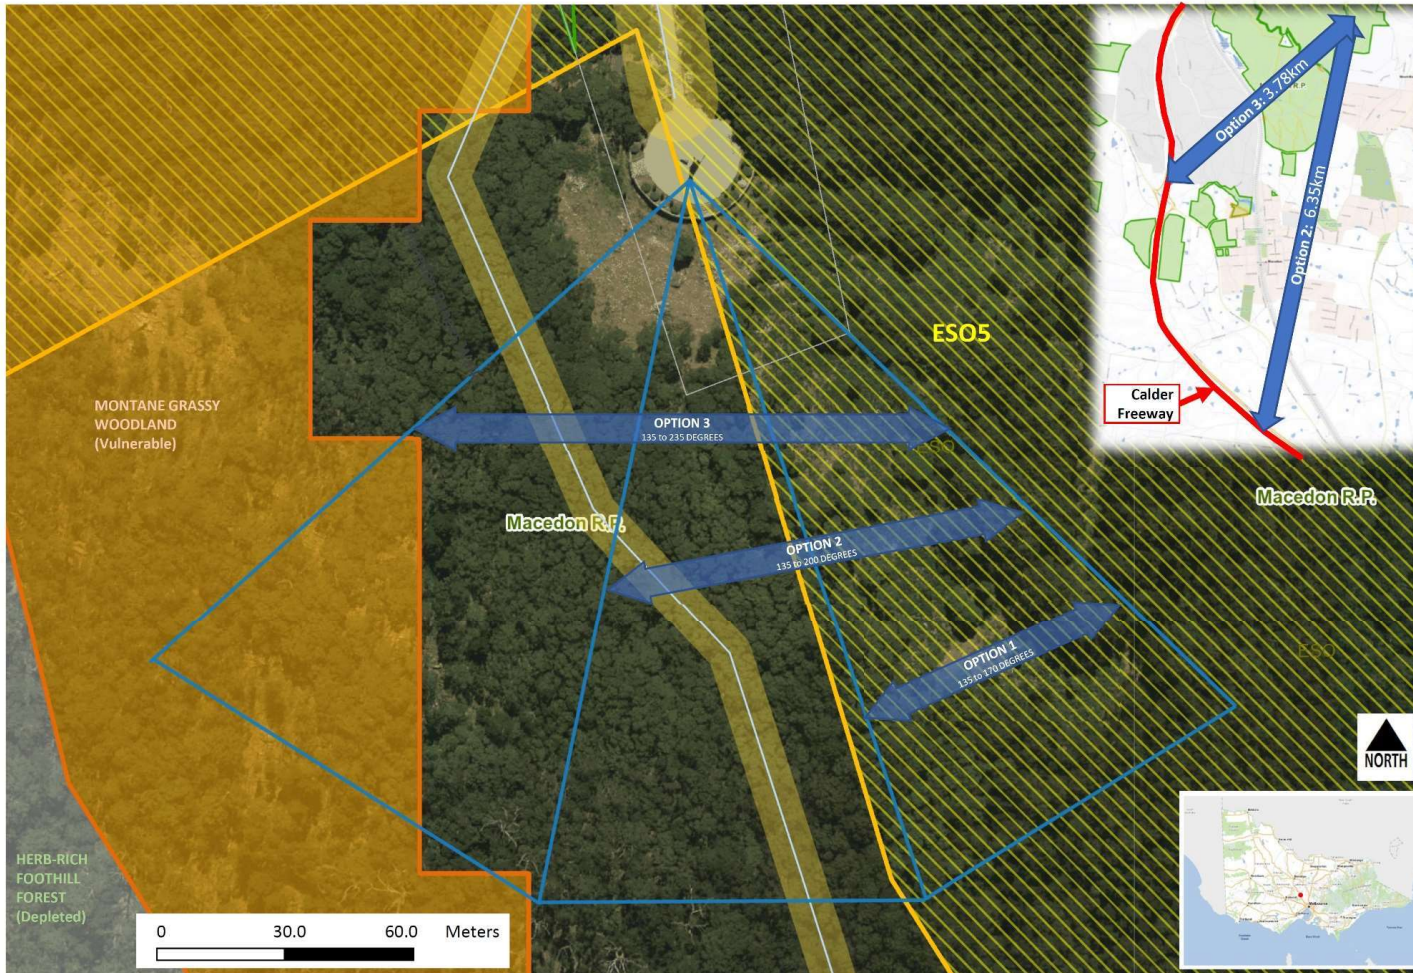 Option 3: 3.78km
Option 2: 6.35km
Calder
Freeway
ESO5
MONTANE GRASSY
WOODLAND
(Vulnerable)
OPTION 3
135 to 235 DEGREES
ESO
Macedon R.P.
Macedon R.P.
OPTION 2
135 to 200 DEGREES
OPTION 1
135 to 170 DEGREES
ESO
NORTH
HERB-RICH
FOOTHILL
FOREST
(Depleted)
0 30.0 60.0 Meters
Melbourne